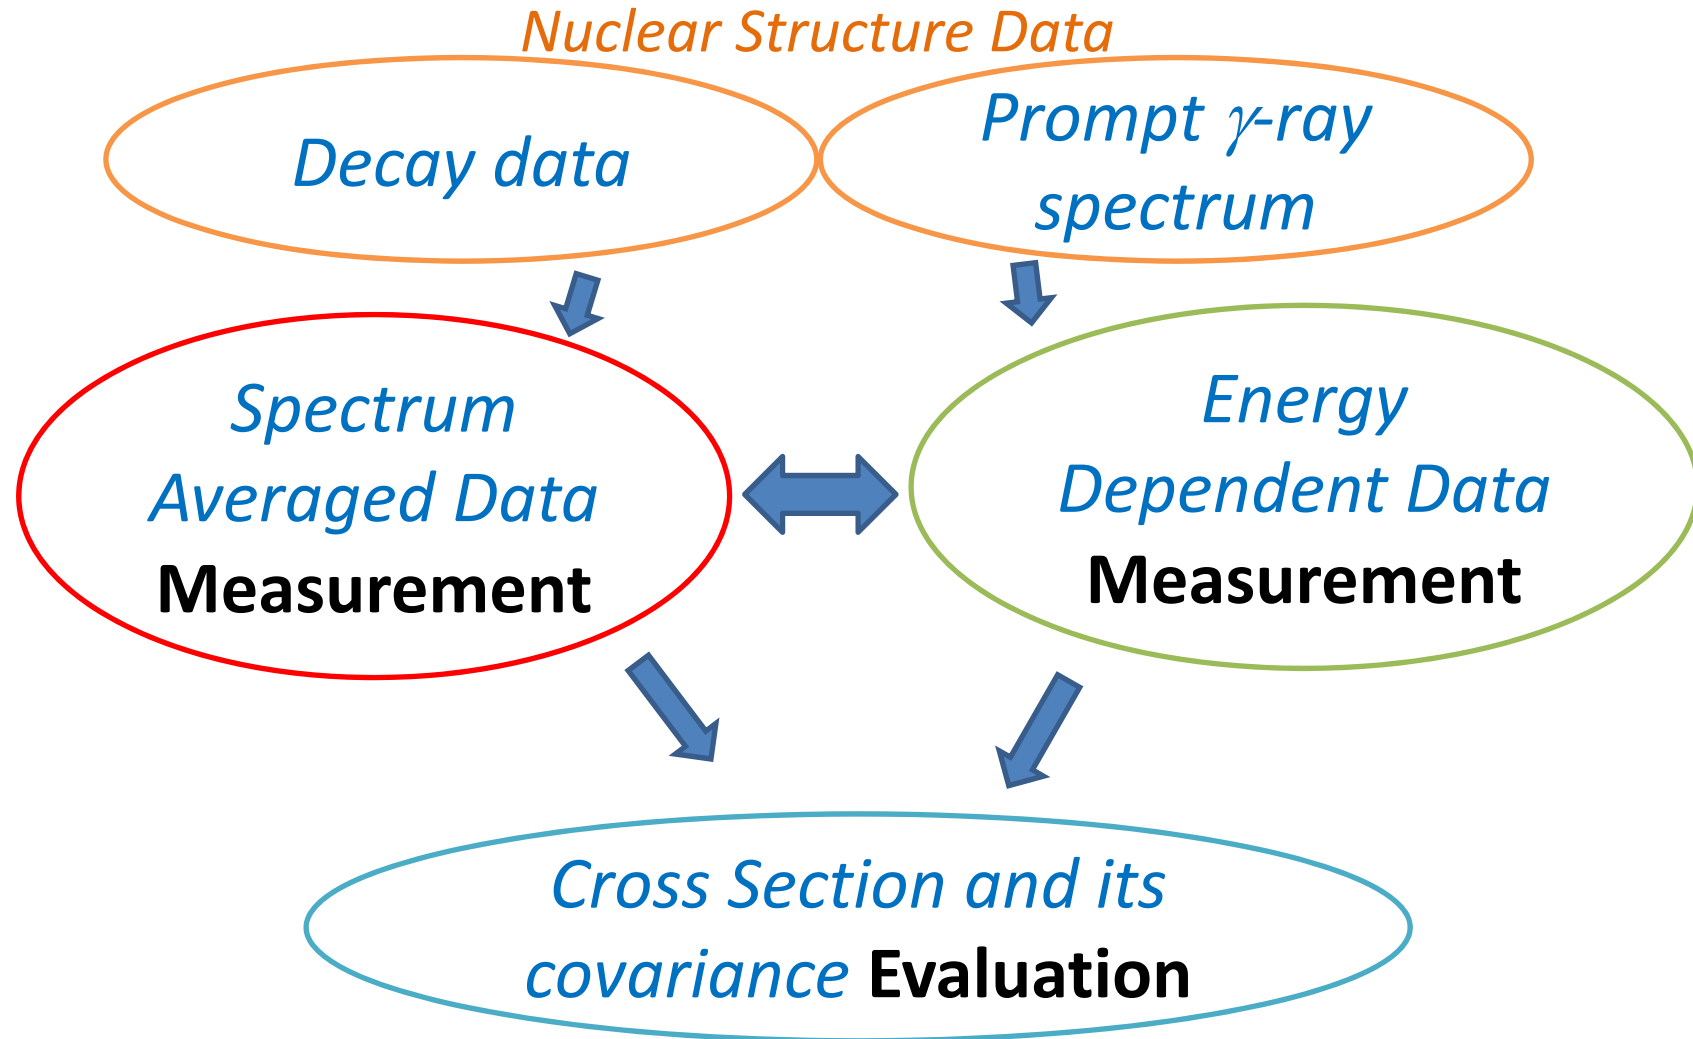 Nuclear Structure Data
Decay data
Prompt γ-ray
spectrum
Spectrum
Averaged Data
Measurement
Energy
Dependent Data
Measurement
Cross Section and its
covariance Evaluation